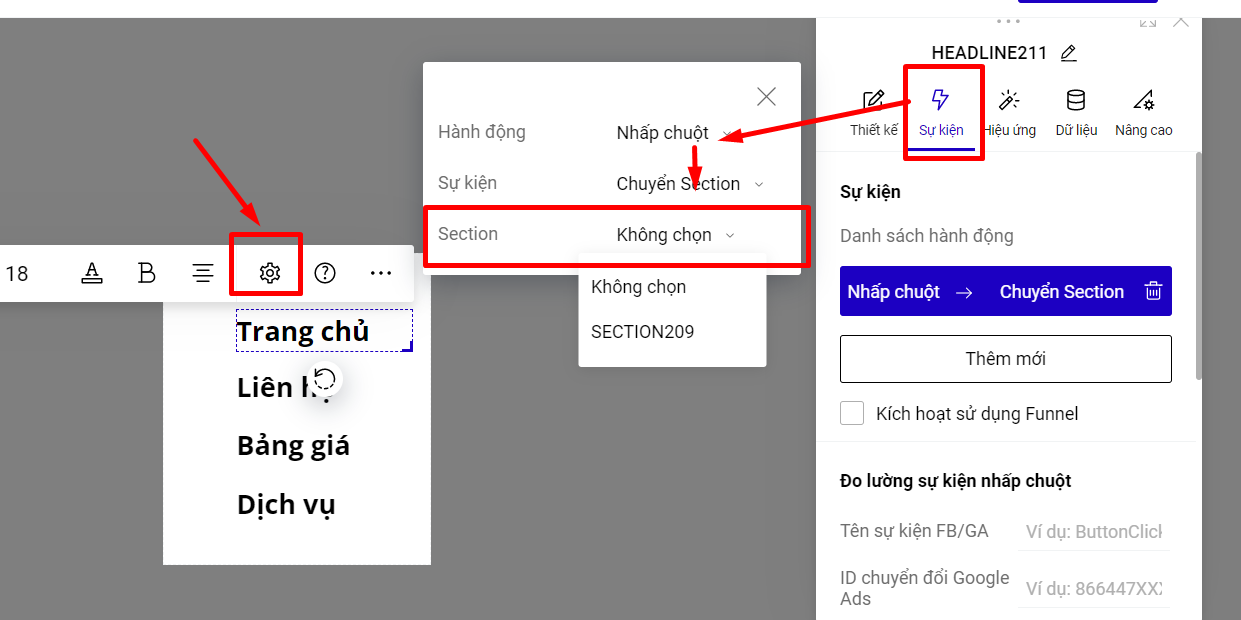 HEADLINE211
Thiết kế
Sự kiện
Hiệu ứng
Dữ liệu
Nâng cao
Hành động
Nhấp chuột
Sự kiện
Chuyển Section
Section
Không chọn
Không chọn
SECTION209
18
B
Trang chủ
Liên hệ
Bảng giá
Dịch vụ
Sự kiện
Danh sách hành động
Nhấp chuột → Chuyển Section
Thêm mới
Kích hoạt sử dụng Funnel
Đo lường sự kiện nhấp chuột
Tên sự kiện FB/GA
Ví dụ: ButtonClick
ID chuyển đổi Google
Ads
Ví dụ: 866447XXX